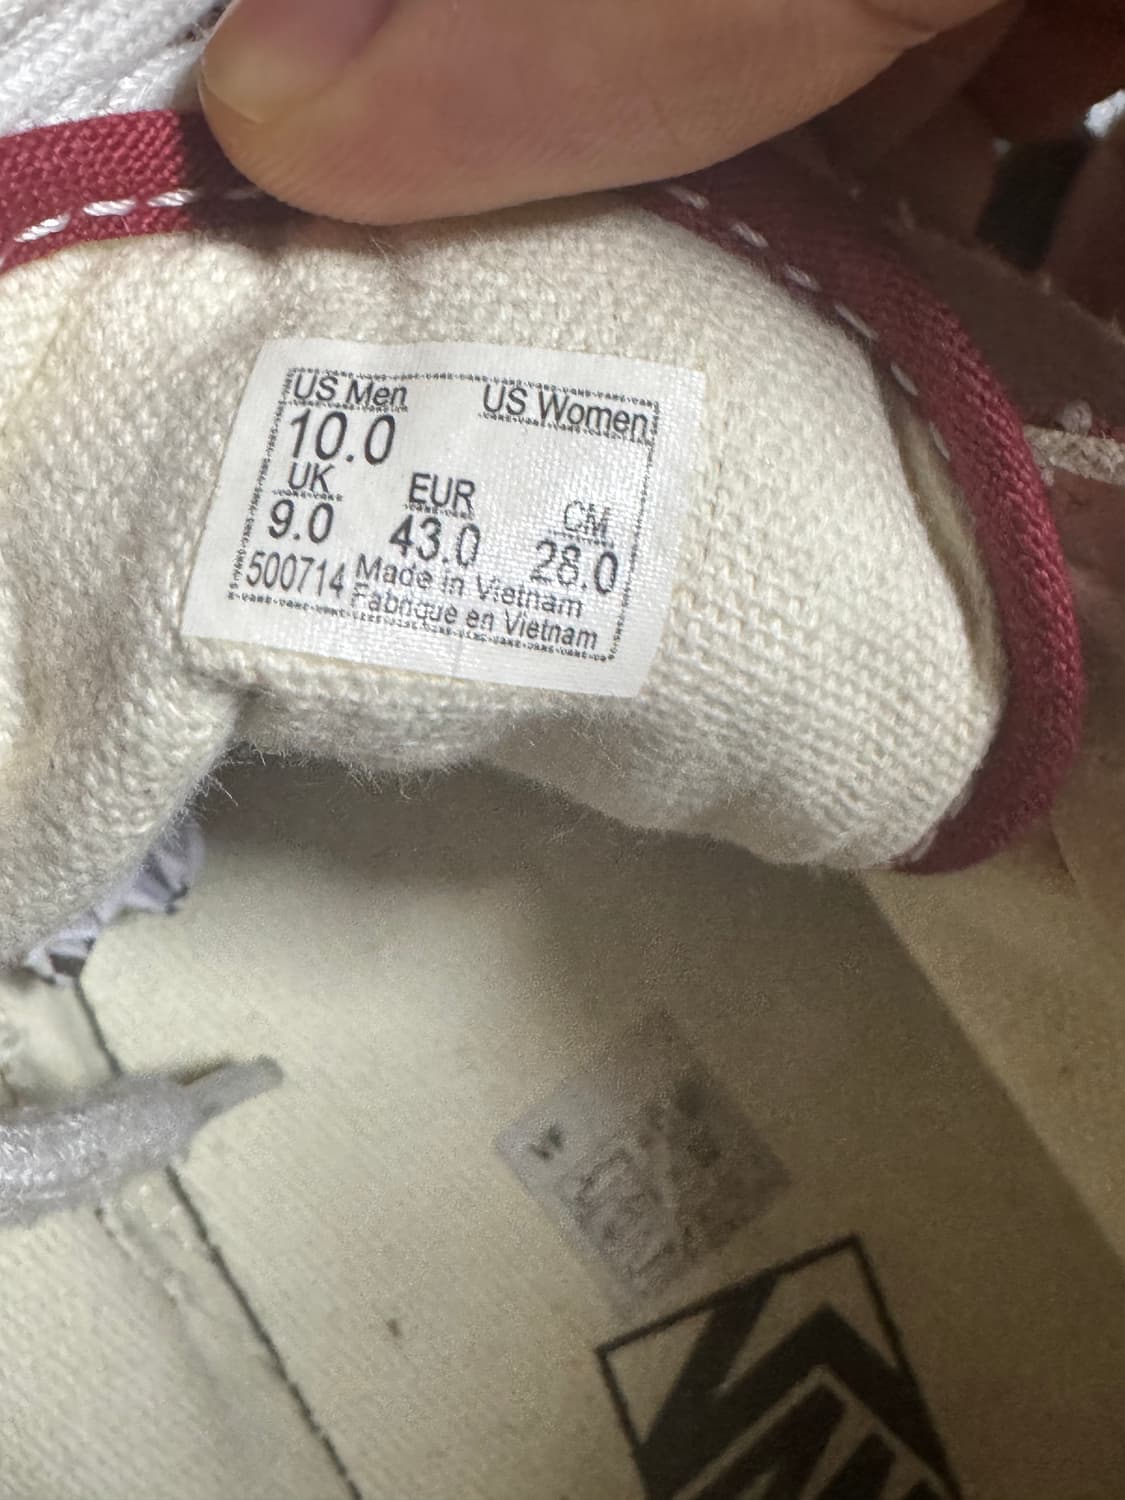 US Men US Women
10.0
UK EUR CM
9.0 43.0 28.0
500714 Made in Vietnam
Fabrique en Vietnam